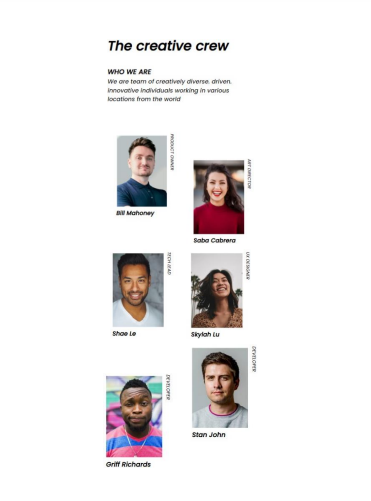 The creative crew
WHO WE ARE
We are team of creatively diverse. driven.
innovative individuals working in various
locations from the world
PRODUCT OWNER
Bill Mahoney
ART DIRECTOR
Saba Cabrera
TECH LEAD
Shae Le
UX DESIGNER
Skylah Lu
DEVELOPER
Griff Richards
DEVELOPER
Stan John